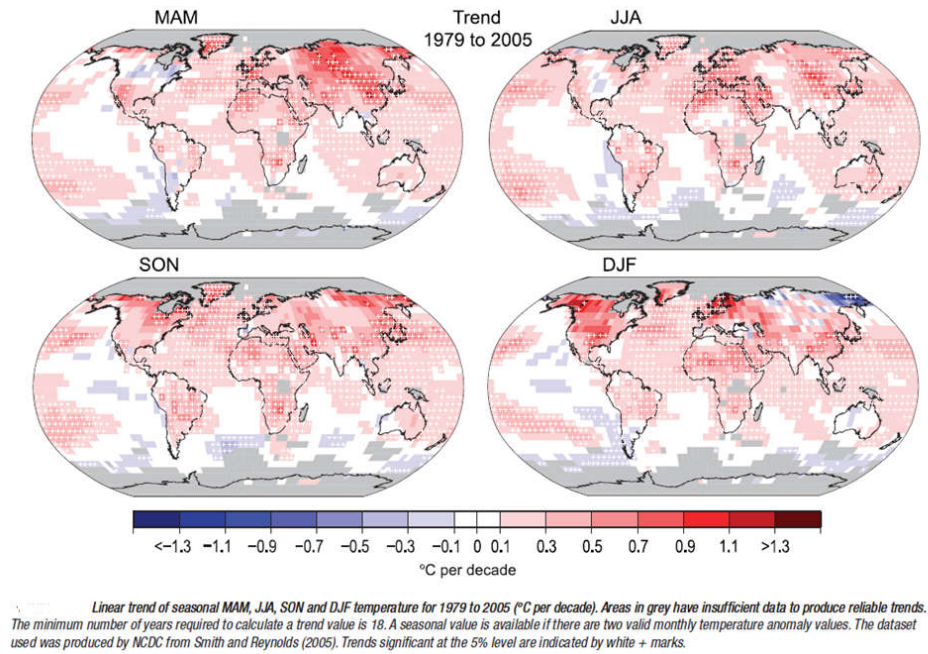 MAM
Trend
1979 to 2005
JJA
SON
DJF
<−1.3 −1.1 −0.9 −0.7 −0.5 −0.3 −0.1 0 0.1 0.3 0.5 0.7 0.9 1.1 >1.3
°C per decade
Linear trend of seasonal MAM, JJA, SON and DJF temperature for 1979 to 2005 (°C per decade). Areas in grey have insufficient data to produce reliable trends.
The minimum number of years required to calculate a trend value is 18. A seasonal value is available if there are two valid monthly temperature anomaly values. The dataset
used was produced by NCDC from Smith and Reynolds (2005). Trends significant at the 5% level are indicated by white + marks.